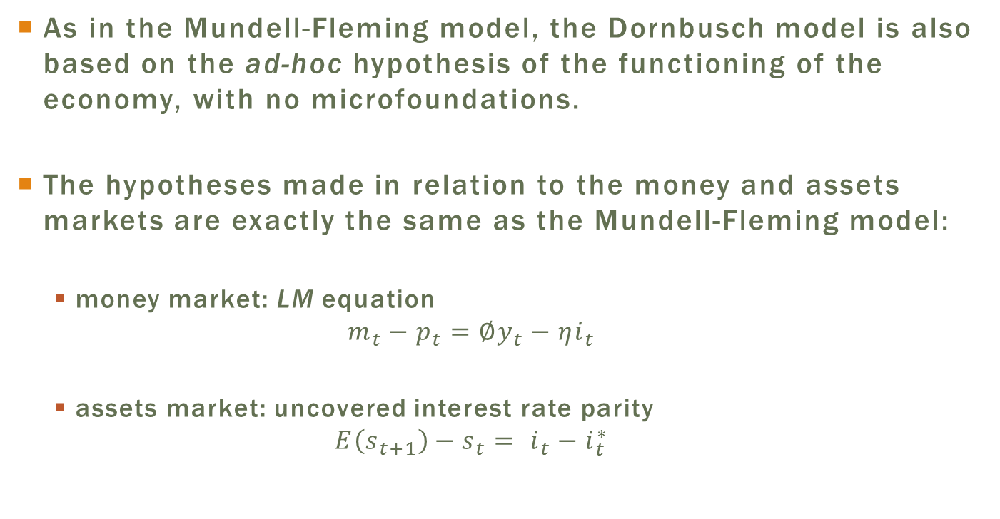 ▪ As in the Mundell-Fleming model, the Dornbusch model is also
based on the ad-hoc hypothesis of the functioning of the
economy, with no microfoundations.
▪ The hypotheses made in relation to the money and assets
markets are exactly the same as the Mundell-Fleming model:
▪ money market: LM equation
$m_t - p_t = \emptyset y_t - \eta i_t$
▪ assets market: uncovered interest rate parity
$E(s_{t+1}) - s_t = i_t - i_t^*$